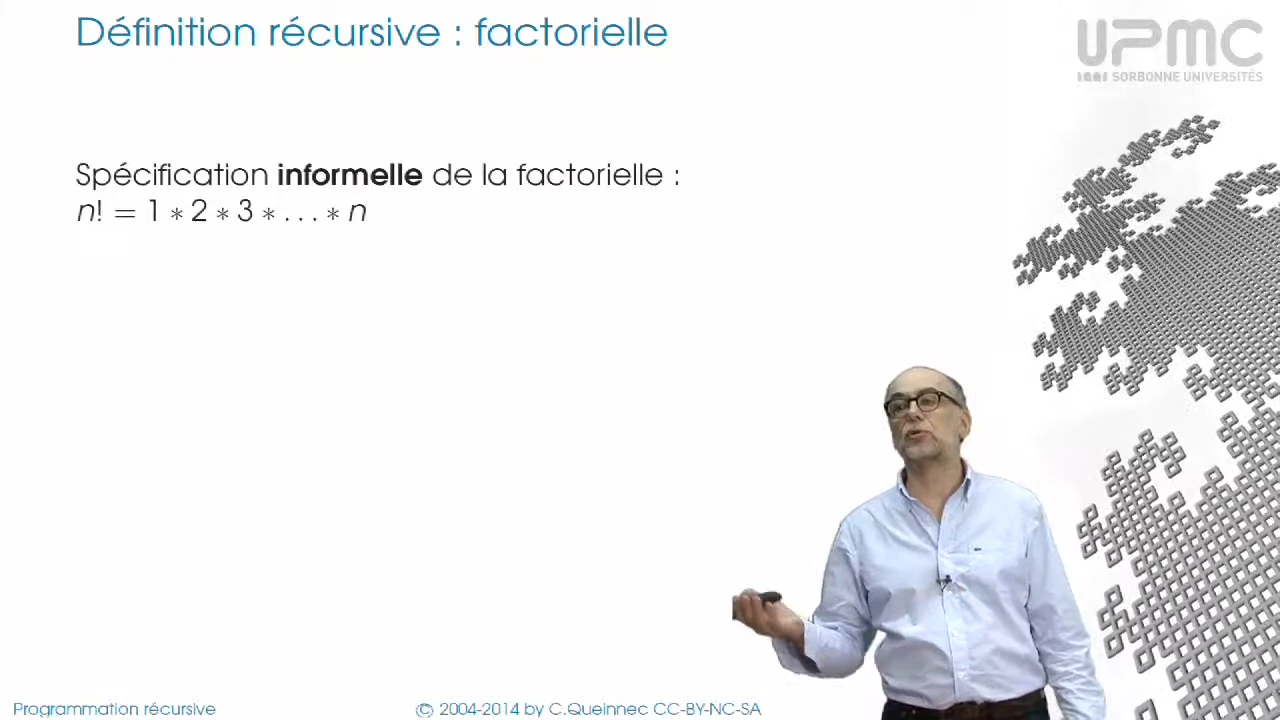 Définition récursive : factorielle
UPMC
SORBONNE UNIVERSITÉS
Spécification informelle de la factorielle :
n! = 1 ∗ 2 ∗ 3 ∗ . . . ∗ n
Programmation récursive
© 2004-2014 by C.Queinnec CC-BY-NC-SA